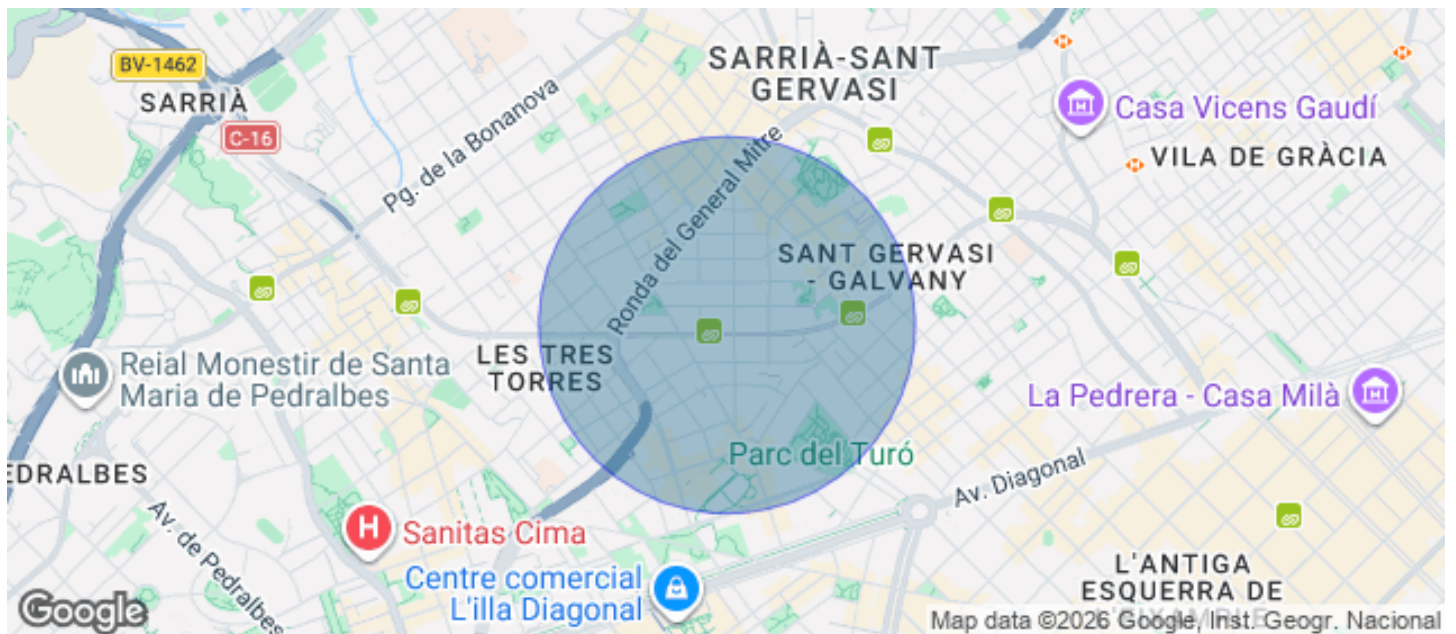 BV-1462
SARRIÀ
C-16
Pg. de la Bonanova
SARRIÀ-SANT
GERVASI
Casa Vicens Gaudí
VILA DE GRÀCIA
Ronda del General Mitre
SANT GERVASI
- GALVANY
LES TRES
TORRES
Reial Monestir de Santa
Maria de Pedralbes
La Pedrera - Casa Milà
Parc del Turó
EDRALBES
Av. Diagonal
Av. de Pedralbes
H
Sanitas Cima
Centre comercial
L'illa Diagonal
L'ANTIGA
ESQUERRA DE
L'EIXAMPLE
Google
Map data ©2026 Google, Inst. Geogr. Nacional